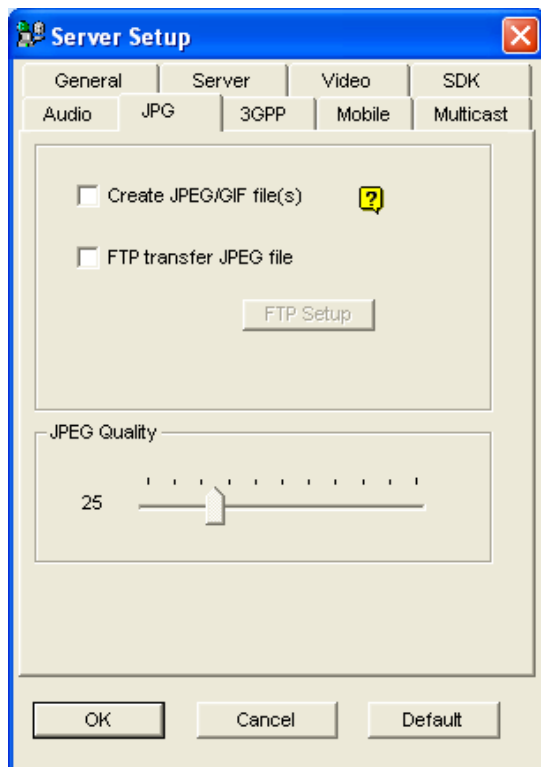 Server Setup
General Server Video SDK
Audio JPG 3GPP Mobile Multicast
Create JPEG/GIF file(s) ?
FTP transfer JPEG file
FTP Setup
JPEG Quality
25
OK Cancel Default